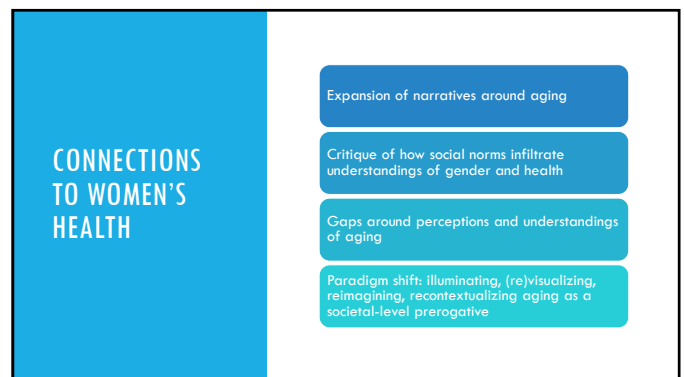 CONNECTIONS
TO WOMEN'S
HEALTH
Expansion of narratives around aging
Critique of how social norms infiltrate
understandings of gender and health
Gaps around perceptions and understandings
of aging
Paradigm shift: illuminating, (re)visualizing,
reimagining, recontextualizing aging as a
societal-level prerogative